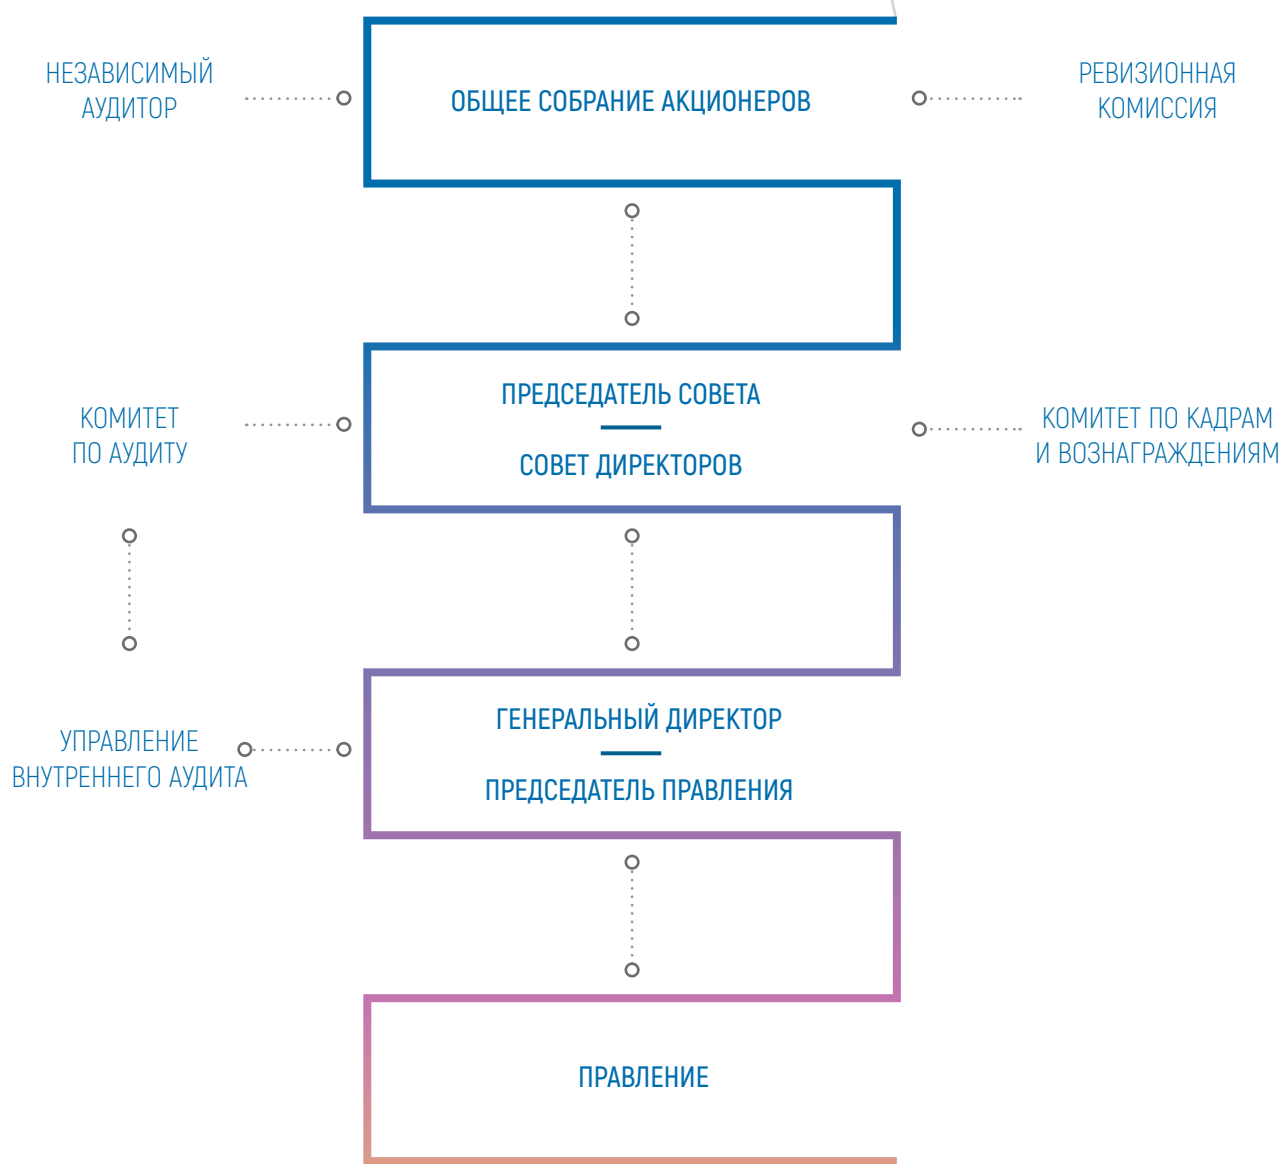 НЕЗАВИСИМЫЙ
АУДИТОР
ОБЩЕЕ СОБРАНИЕ АКЦИОНЕРОВ
РЕВИЗИОННАЯ
КОМИССИЯ
КОМИТЕТ
ПО АУДИТУ
ПРЕДСЕДАТЕЛЬ СОВЕТА
СОВЕТ ДИРЕКТОРОВ
КОМИТЕТ ПО КАДРАМ
И ВОЗНАГРАЖДЕНИЯМ
УПРАВЛЕНИЕ
ВНУТРЕННЕГО АУДИТА
ГЕНЕРАЛЬНЫЙ ДИРЕКТОР
ПРЕДСЕДАТЕЛЬ ПРАВЛЕНИЯ
ПРАВЛЕНИЕ